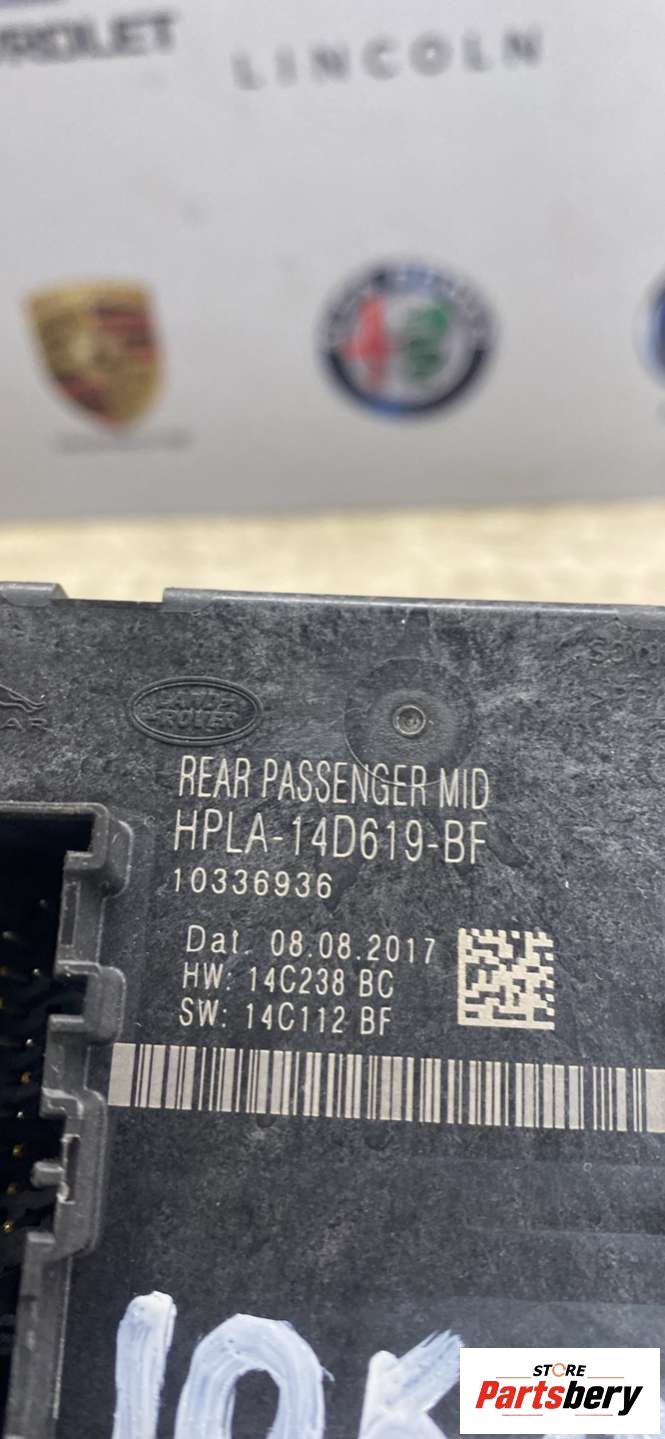 LINCOLN
LAND-
-ROVER
REAR PASSENGER MID
HPLA-14D619-BF
10336936
Dat. 08.08.2017
HW: 14C238 BC
SW: 14C112 BF
STORE
Partsbery